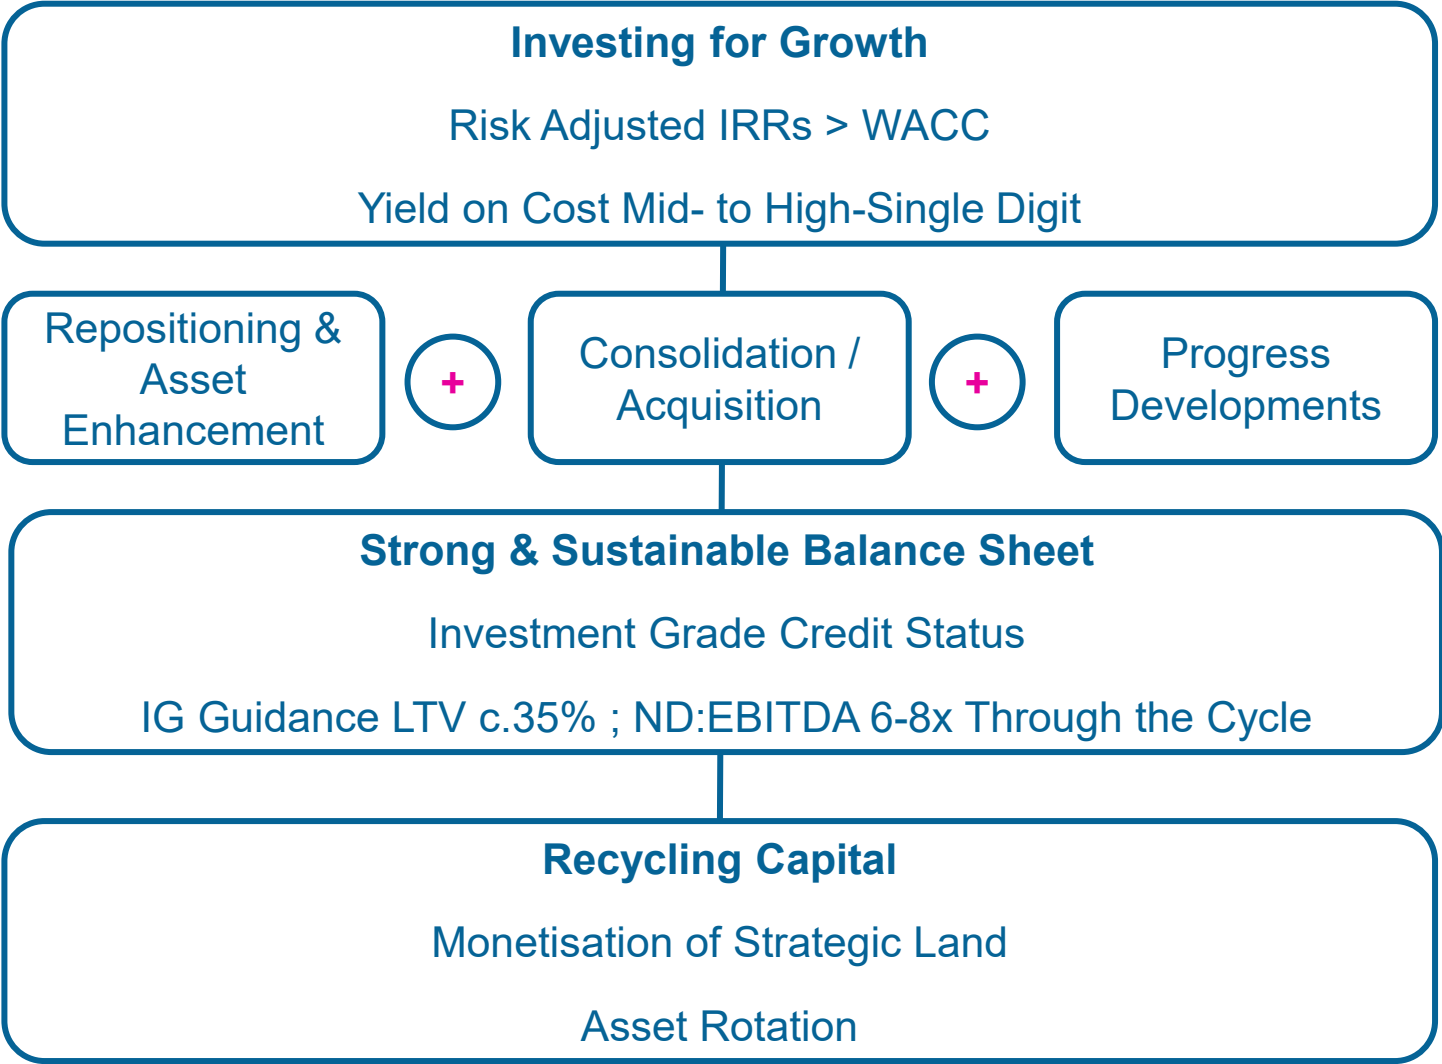 Investing for Growth
Risk Adjusted IRRs > WACC
Yield on Cost Mid- to High-Single Digit
Repositioning &
Asset
Enhancement
+
Consolidation /
Acquisition
+
Progress
Developments
Strong & Sustainable Balance Sheet
Investment Grade Credit Status
IG Guidance LTV c.35% ; ND:EBITDA 6-8x Through the Cycle
Recycling Capital
Monetisation of Strategic Land
Asset Rotation